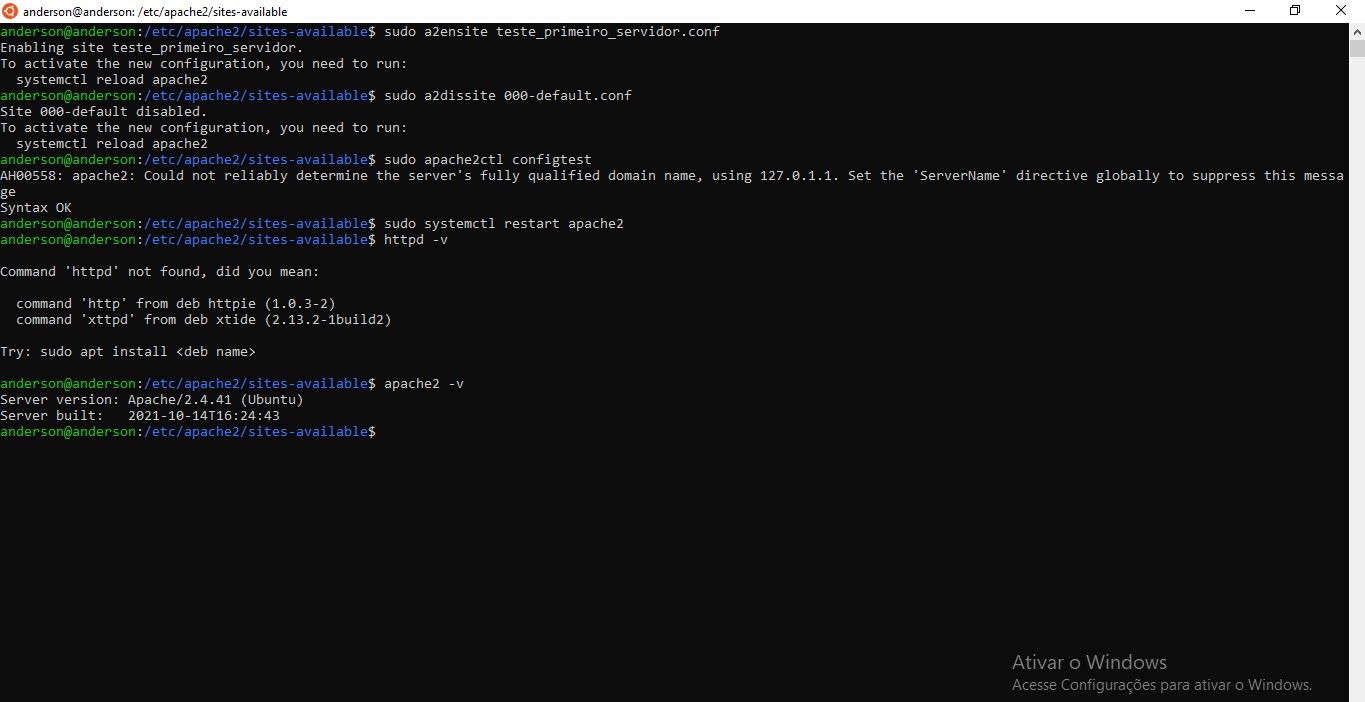 anderson@anderson: /etc/apache2/sites-available
anderson@anderson:/etc/apache2/sites-available$ sudo a2ensite teste_primeiro_servidor.conf
Enabling site teste_primeiro_servidor.
To activate the new configuration, you need to run:
  systemctl reload apache2
anderson@anderson:/etc/apache2/sites-available$ sudo a2dissite 000-default.conf
Site 000-default disabled.
To activate the new configuration, you need to run:
  systemctl reload apache2
anderson@anderson:/etc/apache2/sites-available$ sudo apache2ctl configtest
AH00558: apache2: Could not reliably determine the server's fully qualified domain name, using 127.0.1.1. Set the 'ServerName' directive globally to suppress this messa
ge
Syntax OK
anderson@anderson:/etc/apache2/sites-available$ sudo systemctl restart apache2
anderson@anderson:/etc/apache2/sites-available$ httpd -v
Command 'httpd' not found, did you mean:
  command 'http' from deb httpie (1.0.3-2)
  command 'xttpd' from deb xtide (2.13.2-1build2)
Try: sudo apt install <deb name>
anderson@anderson:/etc/apache2/sites-available$ apache2 -v
Server version: Apache/2.4.41 (Ubuntu)
Server built:   2021-10-14T16:24:43
anderson@anderson:/etc/apache2/sites-available$
Ativar o Windows
Acesse Configurações para ativar o Windows.